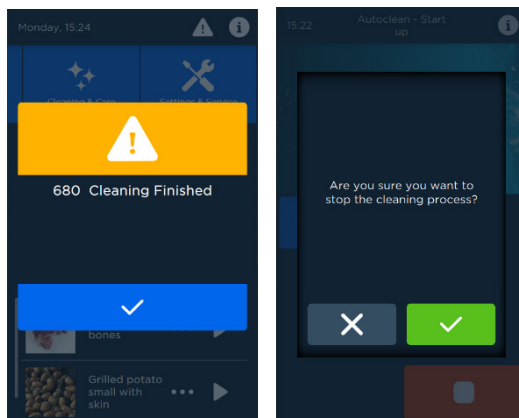 Monday, 15:24
Cleaning & Care
Settings & Service
680 Cleaning Finished
bones
Grilled potato
small with
skin
15:22
Autoclean - Start
up
Are you sure you want to
stop the cleaning process?